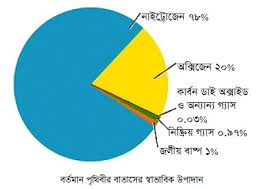 নাইট্রোজেন ৭৮%
অক্সিজেন ২০%
কার্বন ডাই অক্সাইড
ও অন্যান্য গ্যাস
০.০৩%
নিষ্ক্রিয় গ্যাস ০.৯৭%
জলীয় বাষ্প ১%
বর্তমান পৃথিবীর বাতাসের স্বাভাবিক উপাদান